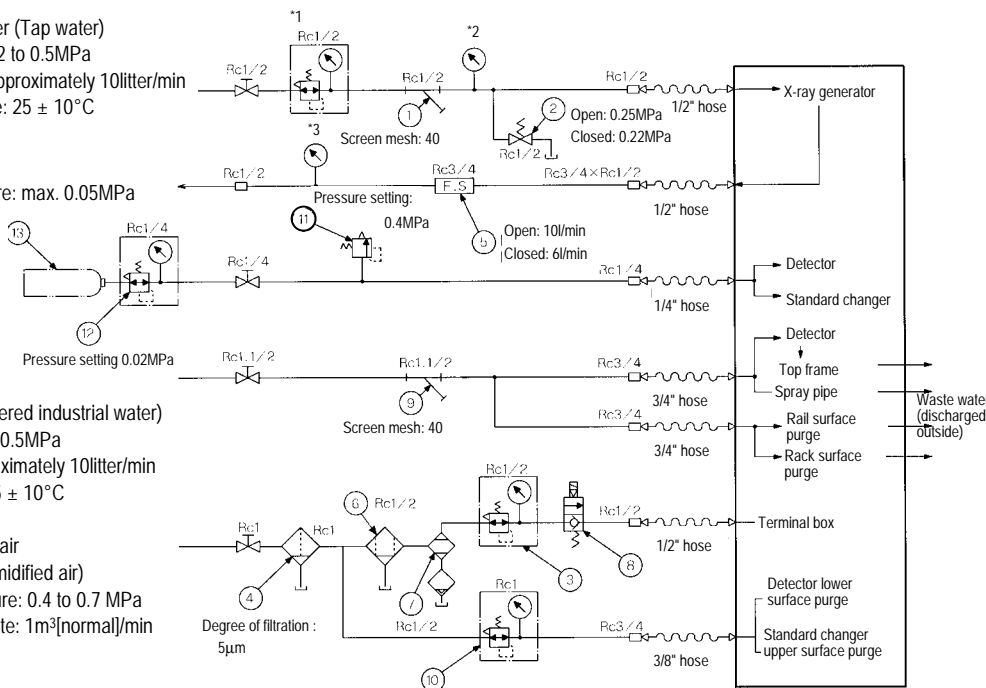 er (Tap water)
2 to 0.5MPa
pproximately 10litter/min
e: 25 ± 10°C
*1
Rc1/2
Rc1/2
Rc1/2
1
Screen mesh: 40
*2
2
Rc1/2
Open: 0.25MPa
Closed: 0.22MPa
Rc1/2
1/2" hose
X-ray generator
re: max. 0.05MPa
Rc1/2
*3
Rc3/4
F.S
5
Open: 10l/min
Closed: 6l/min
Rc3/4×Rc1/2
1/2" hose
Pressure setting:
0.4MPa
11
13
Rc1/4
12
Pressure setting 0.02MPa
Rc1/4
Rc1/4
1/4" hose
Detector
Standard changer
Rc1.1/2
Rc1.1/2
9
Screen mesh: 40
Rc3/4
3/4" hose
Detector
Top frame
Spray pipe
Rc3/4
3/4" hose
Rail surface
purge
Rack surface
purge
Waste wate
(discharged
outside)
ered industrial water)
0.5MPa
ximately 10litter/min
5 ± 10°C
air
midified air)
ure: 0.4 to 0.7 MPa
te: 1m³[normal]/min
Rc1
Rc1
4
Degree of filtration :
5μm
6
Rc1/2
7
Rc1/2
3
8
Rc1/2
1/2" hose
Terminal box
Rc1/2
Rc1
10
Rc3/4
3/8" hose
Detector lower
surface purge
Standard changer
upper surface purge